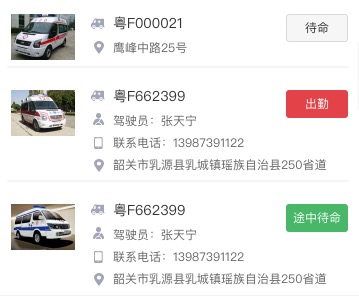 粤F000021
待命
鹰峰中路25号
粤F662399
出勤
驾驶员：张天宁
联系电话：13987391122
韶关市乳源县乳城镇瑶族自治县250省道
粤F662399
途中待命
驾驶员：张天宁
联系电话：13987391122
韶关市乳源县乳城镇瑶族自治县250省道